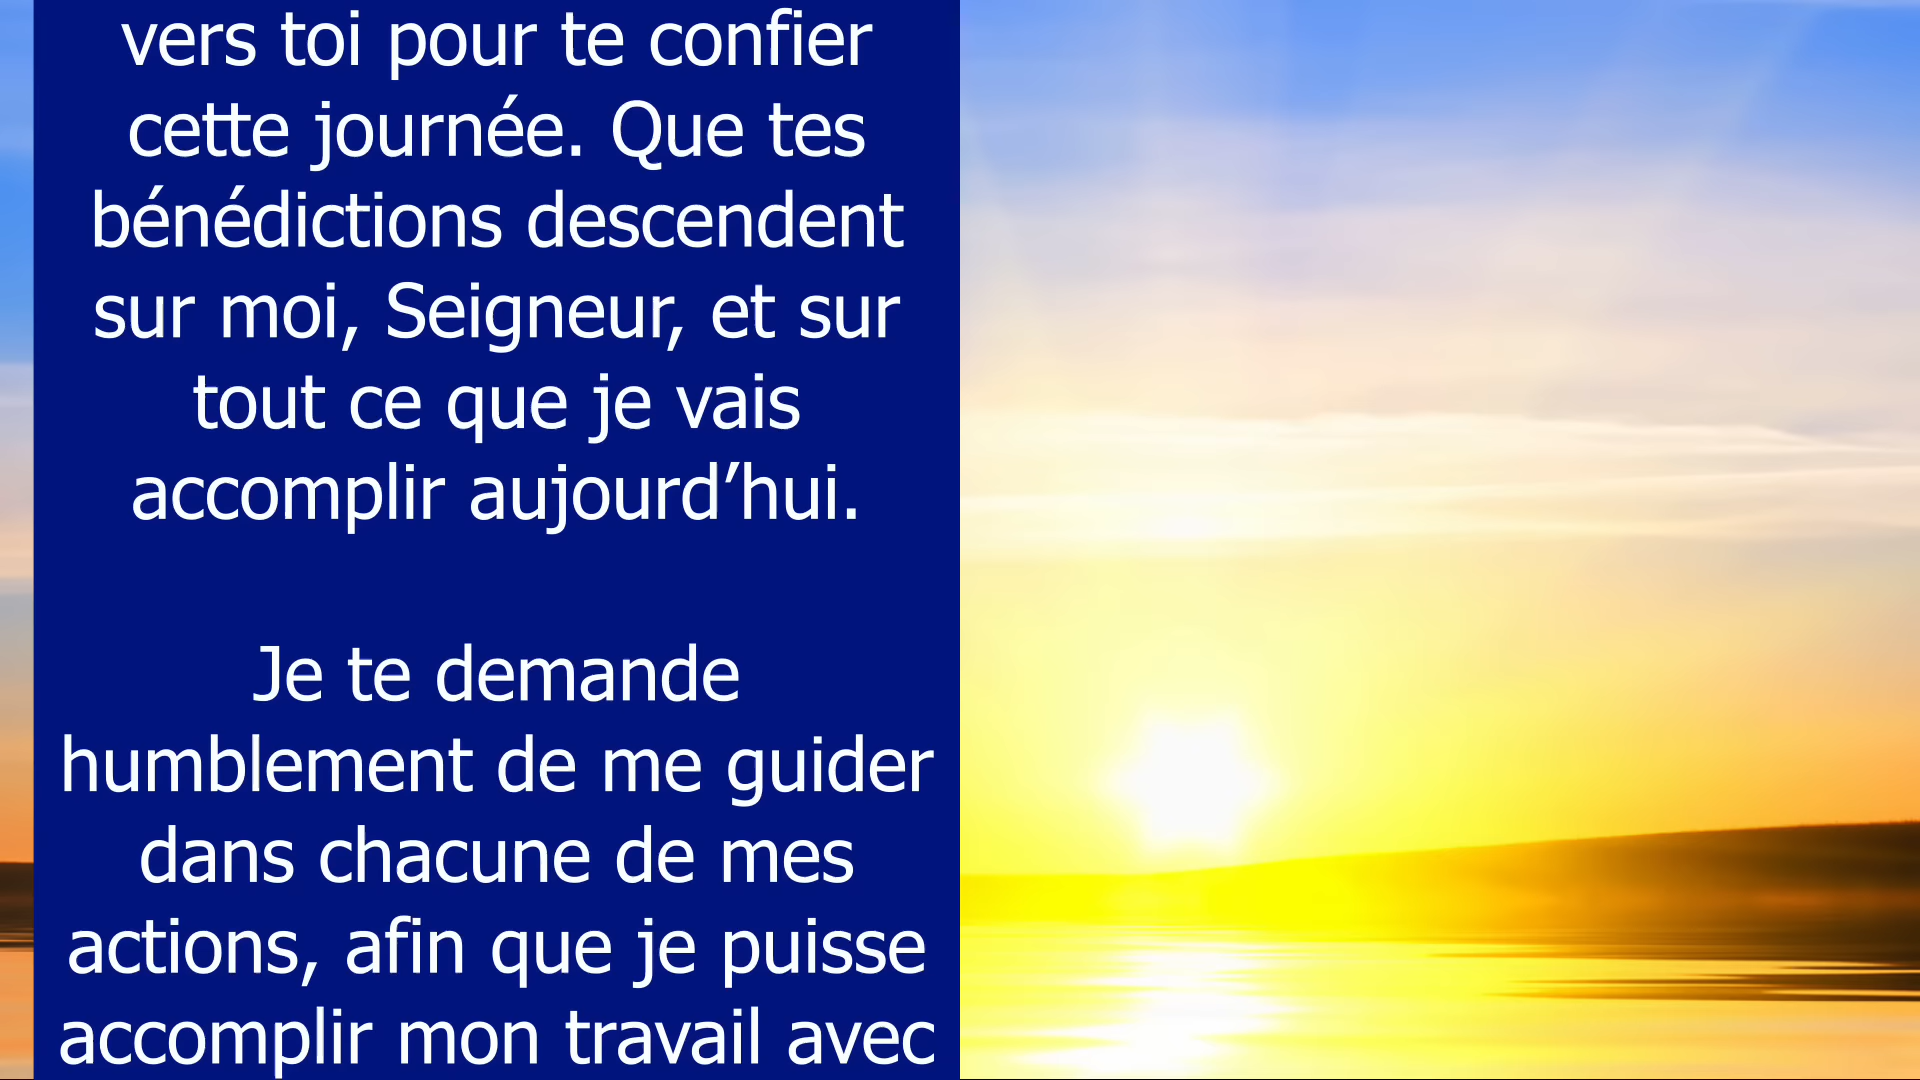 vers toi pour te confier
cette journée. Que tes
bénédictions descendent
sur moi, Seigneur, et sur
tout ce que je vais
accomplir aujourd’hui.
Je te demande
humblement de me guider
dans chacune de mes
actions, afin que je puisse
accomplir mon travail avec